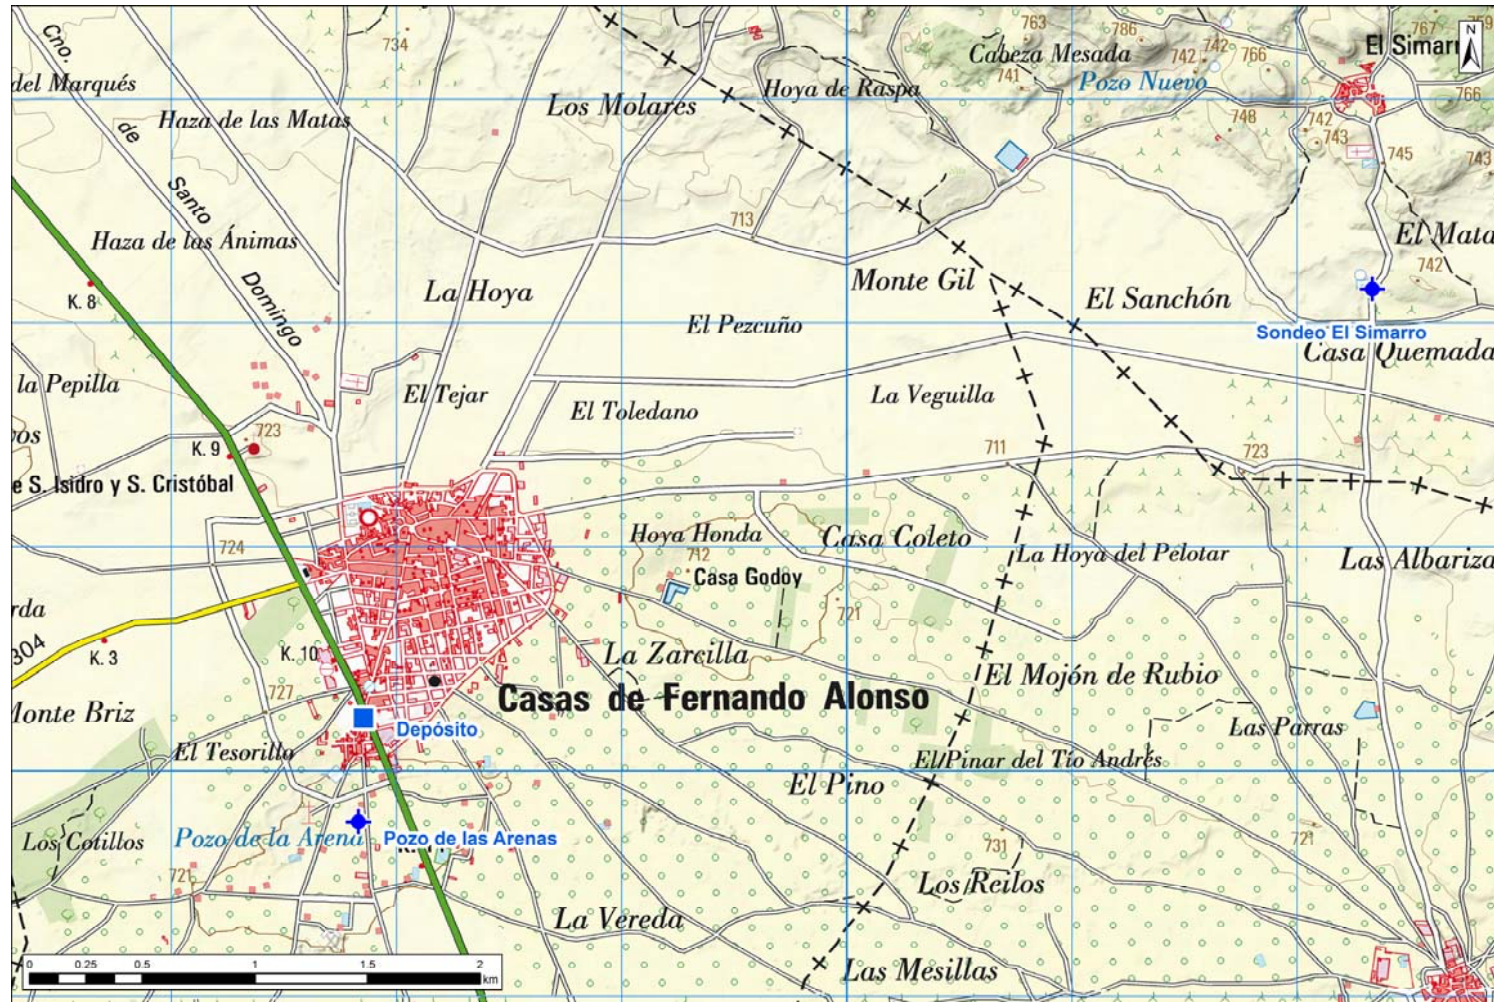 Cno.
de
Santo
Domingo
734
763
786
767
Cabeza Mesada
742
742
766
El Simarr
N
del Marqués
741
Pozo Nuevo
Hoya de Raspa
Los Molares
766
Haza de las Matas
748
742
743
745
743
713
Haza de las Ánimas
El Mata
742
K. 8
La Hoya
Monte Gil
El Sanchón
El Pezcuño
Sondeo El Simarro
Casa Quemada
la Pepilla
El Tejar
El Toledano
La Veguilla
723
K. 9
711
723
e S. Isidro y S. Cristóbal
724
Hoya Honda
712
Casa Coleto
La Hoya del Pelotar
Las Albariza
Casa Godoy
721
rda
304
K. 3
K. 10
La Zarcilla
El Mojón de Rubio
727
Casas de Fernando Alonso
Monte Briz
Las Parras
Depósito
El Tesorillo
El Pinar del Tío Andrés
El Pino
Los Cotillos
Pozo de la Arena
Pozo de las Arenas
721
731
721
Los Reilos
La Vereda
Las Mesillas
0 0.25 0.5 1 1.5 2
km